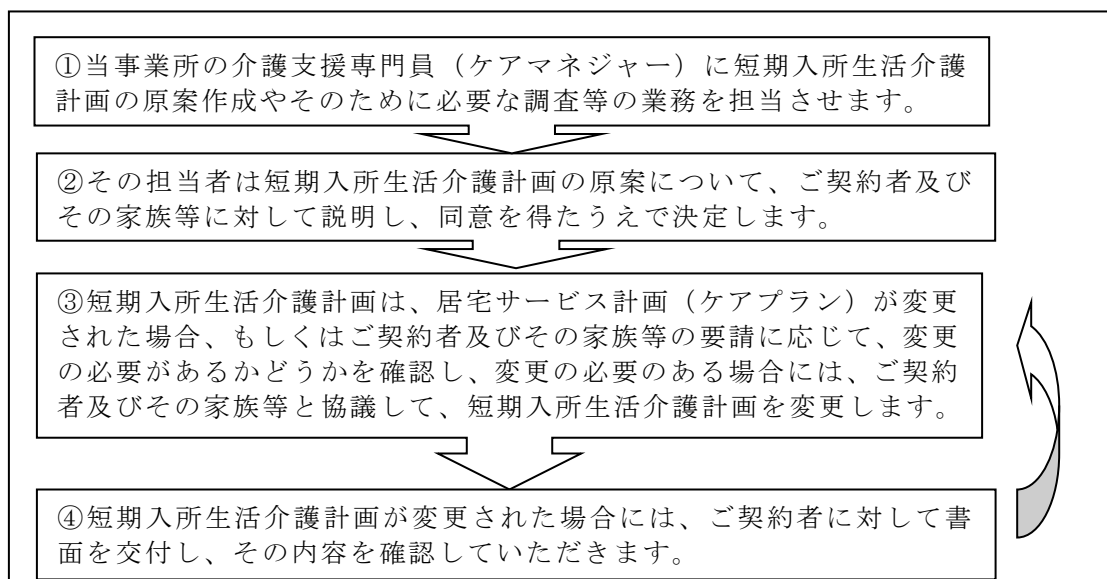 ①当事業所の介護支援専門員（ケアマネジャー）に短期入所生活介護
計画の原案作成やそのために必要な調査等の業務を担当させます。
②その担当者は短期入所生活介護計画の原案について、ご契約者及び
その家族等に対して説明し、同意を得たうえで決定します。
③短期入所生活介護計画は、居宅サービス計画（ケアプラン）が変更
された場合、もしくはご契約者及びその家族等の要請に応じて、変更
の必要があるかどうかを確認し、変更の必要のある場合には、ご契約
者及びその家族等と協議して、短期入所生活介護計画を変更します。
④短期入所生活介護計画が変更された場合には、ご契約者に対して書
面を交付し、その内容を確認していただきます。